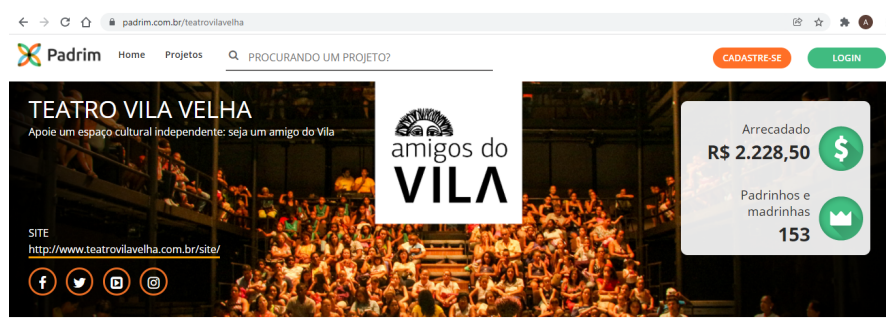 padrim.com.br/teatrovilavelha
A
Padrim Home Projetos PROCURANDO UM PROJETO? CADASTRE-SE LOGIN
TEATRO VILA VELHA
Apoie um espaço cultural independente: seja um amigo do Vila
amigos do
VILA
Arrecadado
R$ 2.228,50
$
Padrinhos e
madrinhas
153
SITE
http://www.teatrovilavelha.com.br/site/